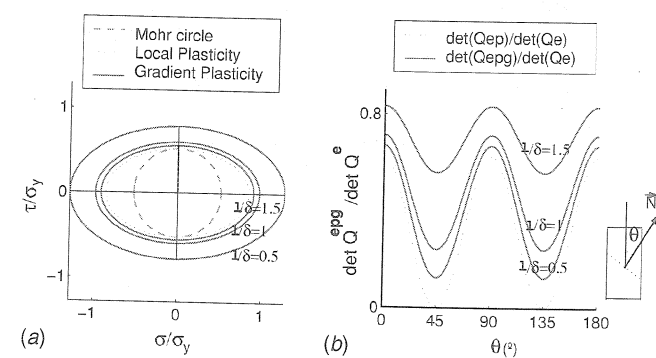 Mohr circle
Local Plasticity
Gradient Plasticity
τ/σy
1
0
−1
−1
0
1
σ/σy
1/δ=1.5
1/δ=1
1/δ=0.5
(a)
det(Qep)/det(Qe)
det(Qepg)/det(Qe)
det Q^epg /det Q^e
0.8
0
0
45
90
135
180
θ(²)
1/δ=1.5
1/δ=1
1/δ=0.5
N
θ
(b)